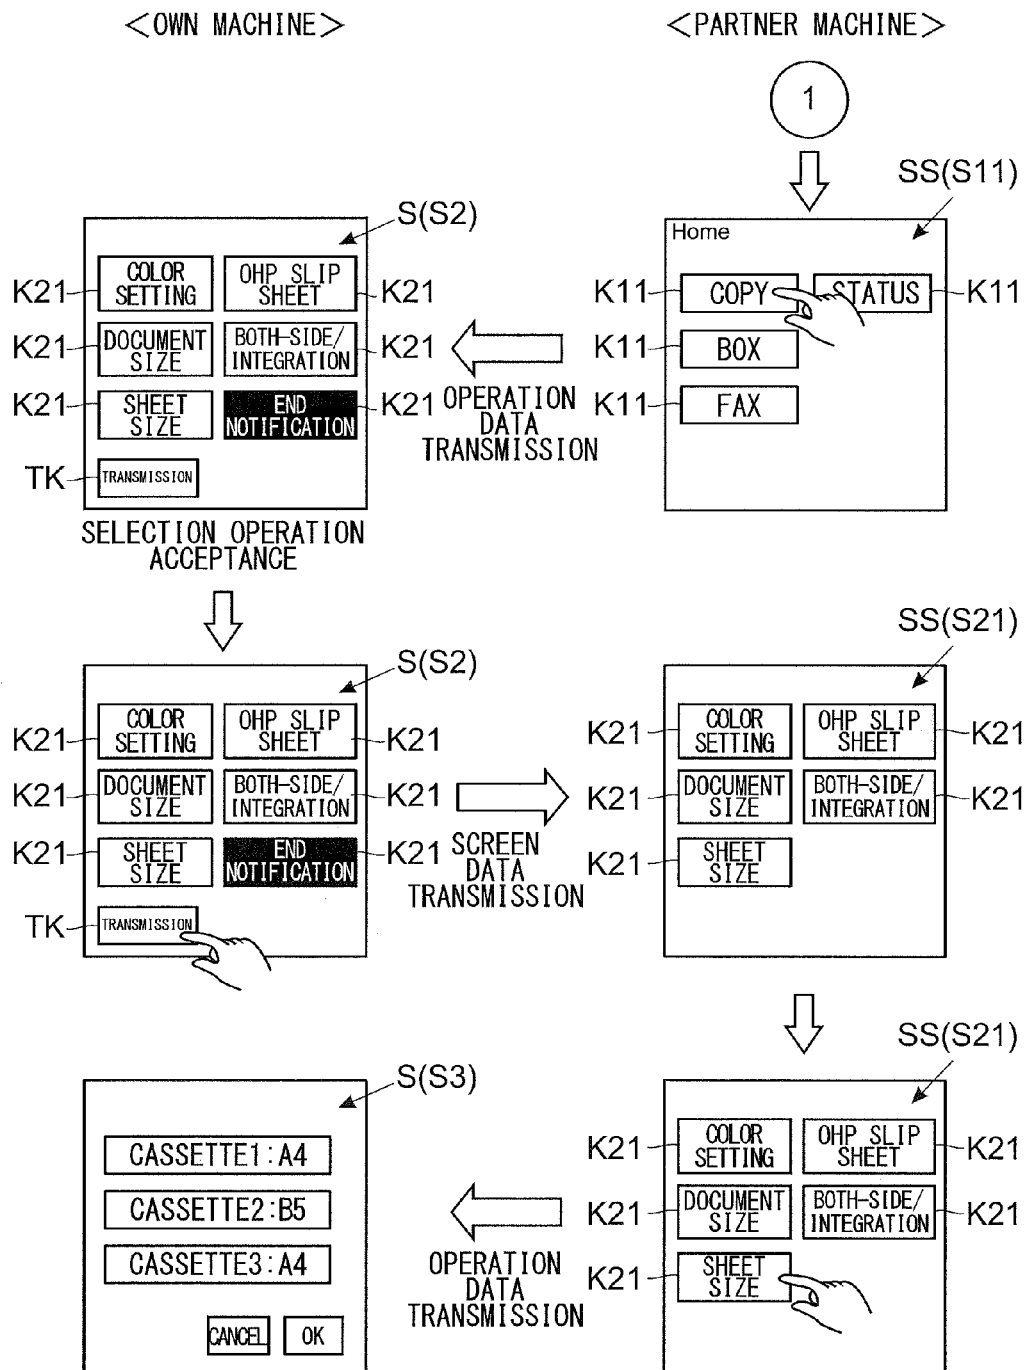 <OWN MACHINE>
<PARTNER MACHINE>
1
SS(S11)
S(S2)
Home
K21
COLOR
SETTING
OHP SLIP
SHEET
K21
K11
COPY
STATUS
K11
K21
DOCUMENT
SIZE
BOTH-SIDE/
INTEGRATION
K21
K11
BOX
K21
SHEET
SIZE
END
NOTIFICATION
K21
OPERATION
DATA
TRANSMISSION
K11
FAX
TK
TRANSMISSION
SELECTION OPERATION
ACCEPTANCE
S(S2)
SS(S21)
K21
COLOR
SETTING
OHP SLIP
SHEET
K21
K21
COLOR
SETTING
OHP SLIP
SHEET
K21
K21
DOCUMENT
SIZE
BOTH-SIDE/
INTEGRATION
K21
K21
DOCUMENT
SIZE
BOTH-SIDE/
INTEGRATION
K21
K21
SHEET
SIZE
END
NOTIFICATION
K21
SCREEN
DATA
TRANSMISSION
K21
SHEET
SIZE
TK
TRANSMISSION
S(S3)
SS(S21)
CASSETTE1:A4
CASSETTE2:B5
CASSETTE3:A4
CANCEL
OK
OPERATION
DATA
TRANSMISSION
K21
COLOR
SETTING
OHP SLIP
SHEET
K21
K21
DOCUMENT
SIZE
BOTH-SIDE/
INTEGRATION
K21
K21
SHEET
SIZE